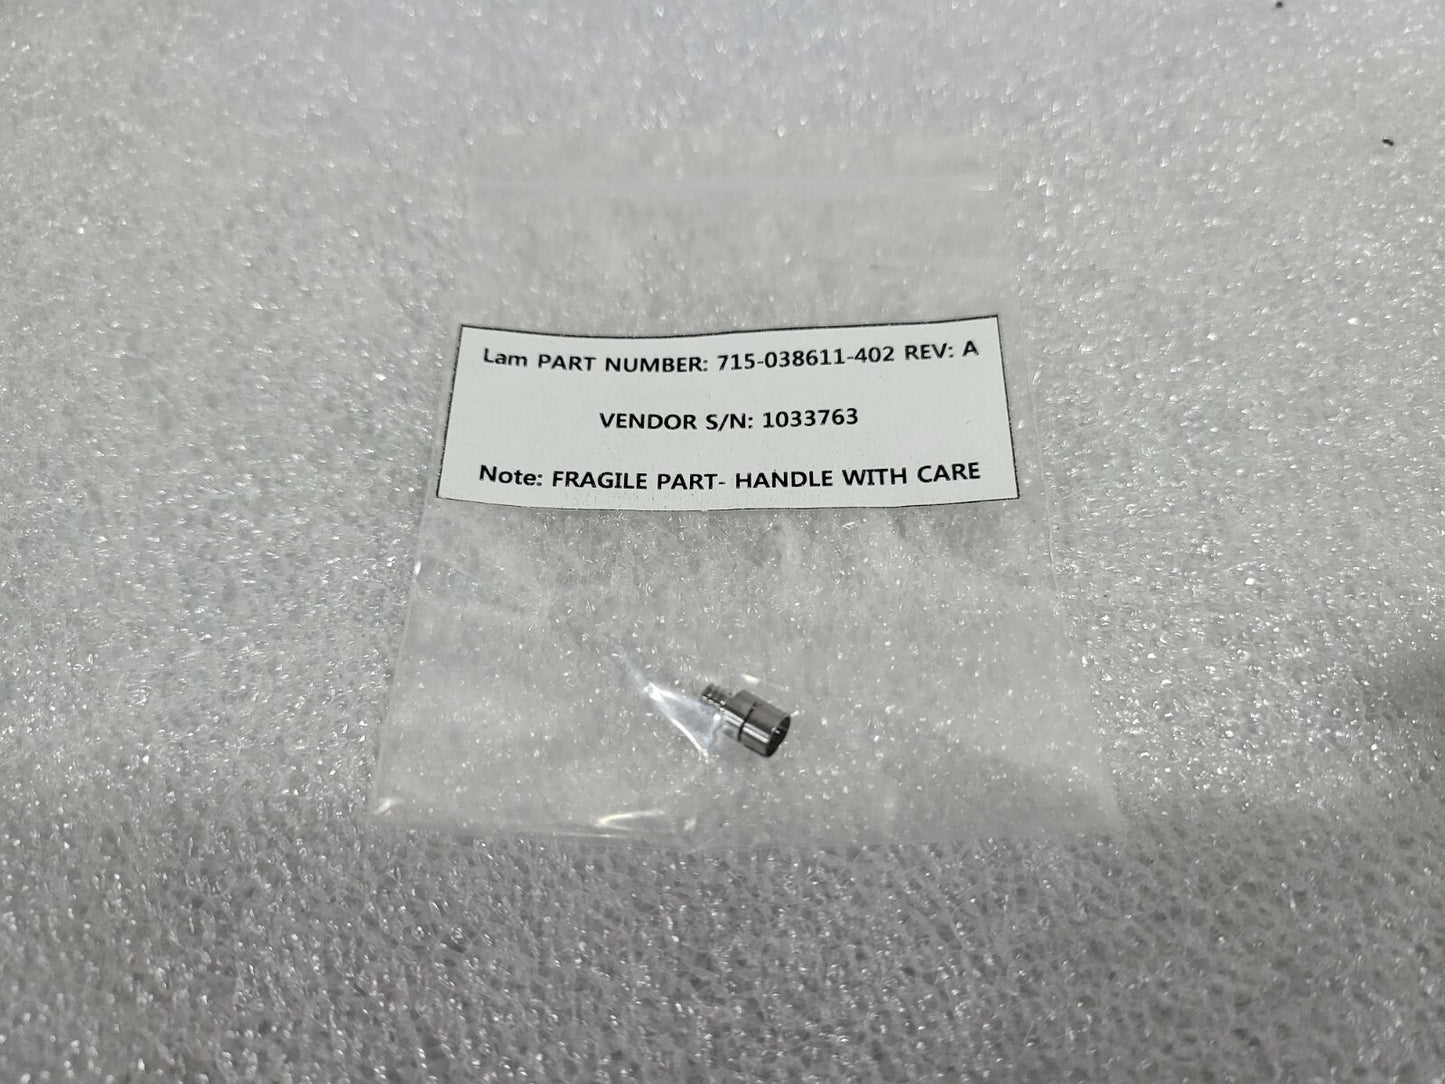 Lam PART NUMBER: 715-038611-402 REV: A
VENDOR S/N: 1033763
Note: FRAGILE PART- HANDLE WITH CARE